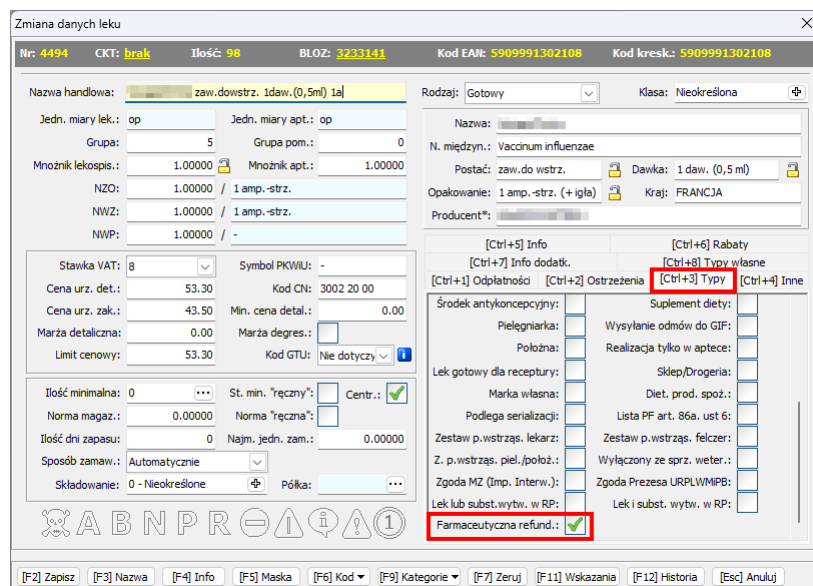 Zmiana danych leku
Nr: 4494 CKT: brak Ilość: 98 BLOZ: 3233141 Kod EAN: 5909991302108 Kod kresk.: 5909991302108
Nazwa handlowa: zaw.dowstrz. 1daw.(0,5ml) 1a
Rodzaj: Gotowy Klasa: Nieokreślona
Jedn. miary lek.: op Jedn. miary apt.: op
Grupa: 5 Grupa pom.: 0
Mnożnik lekospis.: 1.00000 Mnożnik apt.: 1.00000
NZO: 1.00000 / 1 amp.-strz.
NWZ: 1.00000 / 1 amp.-strz.
NWP: 1.00000 / -
Nazwa:
N. międzyn.: Vaccinum influenzae
Postać: zaw.do wstrz. Dawka: 1 daw. (0,5 ml)
Opakowanie: 1 amp.-strz. (+ igła) Kraj: FRANCJA
Producent*:
Stawka VAT: 8 Symbol PKWiU: -
Cena urz. det.: 53.30 Kod CN: 3002 20 00
Cena urz. zak.: 43.50 Min. cena detal.: 0.00
Marża detaliczna: 0.00 Marża degres.:
Limit cenowy: 53.30 Kod GTU: Nie dotyczy
Ilość minimalna: 0 ... St. min. "ręczny": Centr.:
Norma magaz.: 0.00000 Norma "ręczna":
Ilość dni zapasu: 0 Najm. jedn. zam.: 0.00000
Sposób zamaw.: Automatycznie
Składowanie: 0 - Nieokreślone Półka: ...
A B N P R 1
[Ctrl+5] Info [Ctrl+6] Rabaty
[Ctrl+7] Info dodatk. [Ctrl+8] Typy własne
[Ctrl+1] Odpłatności [Ctrl+2] Ostrzeżenia [Ctrl+3] Typy [Ctrl+4] Inne
Środek antykoncepcyjny: Suplement diety:
Pielęgniarka: Wysyłanie odmów do GIF:
Położna: Realizacja tylko w aptece:
Lek gotowy dla receptury: Sklep/Drogeria:
Marka własna: Diet. prod. spoż.:
Podlega serializacji: Lista PF art. 86a. ust 6:
Zestaw p.wstrząs. lekarz: Zestaw p.wstrząs. felczer:
Z. p.wstrząs. piel./położ.: Wyłączony ze spr. weter.:
Zgoda MZ (Imp. Interw.): Zgoda Prezesa URPLWMiPB:
Lek lub subst.wytw. w RP: Lek i subst. wytw. w RP:
Farmaceutyczna refund.:
[F2] Zapisz [F3] Nazwa [F4] Info [F5] Maska [F6] Kod [F9] Kategorie [F7] Zeruj [F11] Wskazania [F12] Historia [Esc] Anuluj